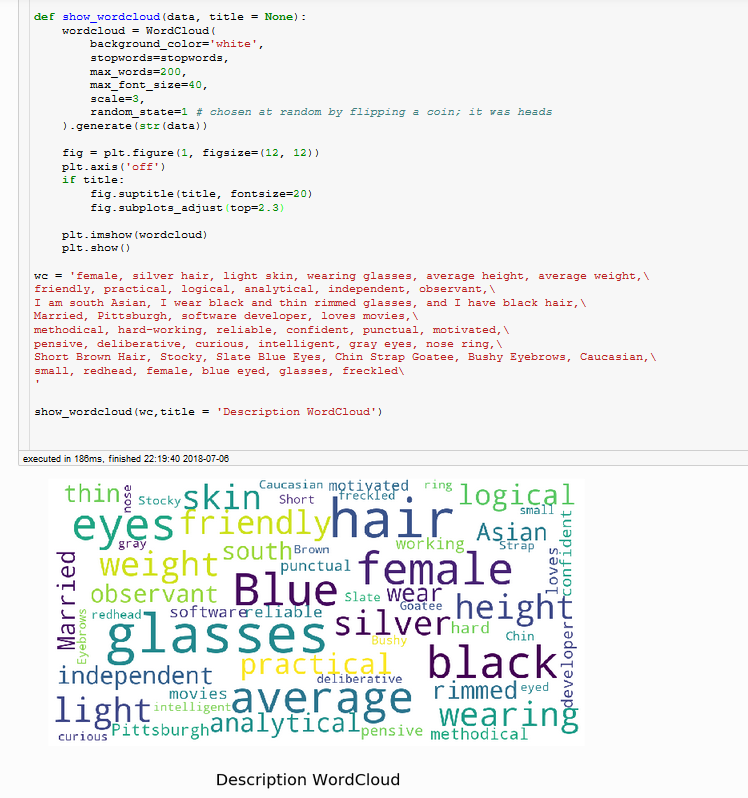 def show_wordcloud(data, title = None):
    wordcloud = WordCloud(
        background_color='white',
        stopwords=stopwords,
        max_words=200,
        max_font_size=40,
        scale=3,
        random_state=1 # chosen at random by flipping a coin; it was heads
    ).generate(str(data))
    fig = plt.figure(1, figsize=(12, 12))
    plt.axis('off')
    if title:
        fig.suptitle(title, fontsize=20)
        fig.subplots_adjust(top=2.3)
    plt.imshow(wordcloud)
    plt.show()
wc = 'female, silver hair, light skin, wearing glasses, average height, average weight,\
friendly, practical, logical, analytical, independent, observant,\
I am south Asian, I wear black and thin rimmed glasses, and I have black hair,\
Married, Pittsburgh, software developer, loves movies,\
methodical, hard-working, reliable, confident, punctual, motivated,\
pensive, deliberative, curious, intelligent, gray eyes, nose ring,\
Short Brown Hair, Stocky, Slate Blue Eyes, Chin Strap Goatee, Bushy Eyebrows, Caucasian,\
small, redhead, female, blue eyed, glasses, freckled\
'
show_wordcloud(wc,title = 'Description WordCloud')
executed in 186ms, finished 22:19:40 2018-07-06
thin
nose
Stocky
skin
Caucasian
motivated
ring
Short
freckled
logical
small
eyes
friendly
hair
Asian
Strap
confident
gray
south
Brown
working
Married
weight
punctual
female
loves
observant
Blue
Slate
wear
Goatee
height
redhead
software
reliable
Eyebrows
glasses
silver
hard
Chin
Bushy
developer
practical
black
independent
deliberative
movies
average
rimmed
eyed
light
intelligent
wearing
curious
Pittsburgh
analytical
pensive
methodical
Description WordCloud